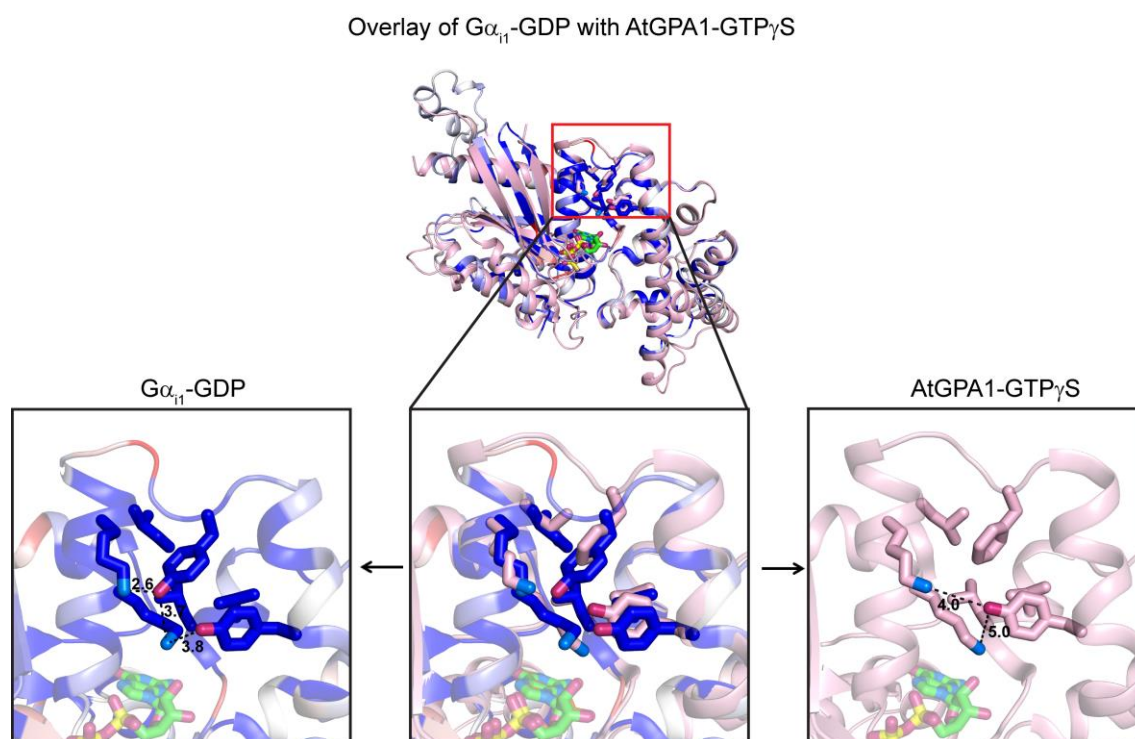 Overlay of Gαi1-GDP with AtGPA1-GTPγS
Gαi1-GDP
AtGPA1-GTPγS
2.6
3.8
4.0
5.0